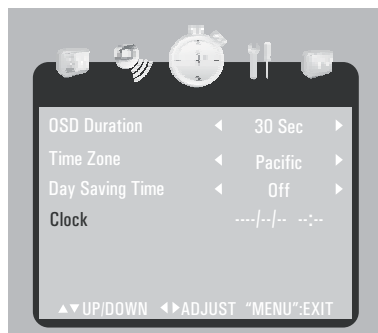 OSD Duration ◀ 30 Sec ▶
Time Zone ◀ Pacific ▶
Day Saving Time ◀ Off ▶
Clock ----/--/-- --:--
▲▼UP/DOWN ◀▶ADJUST "MENU":EXIT